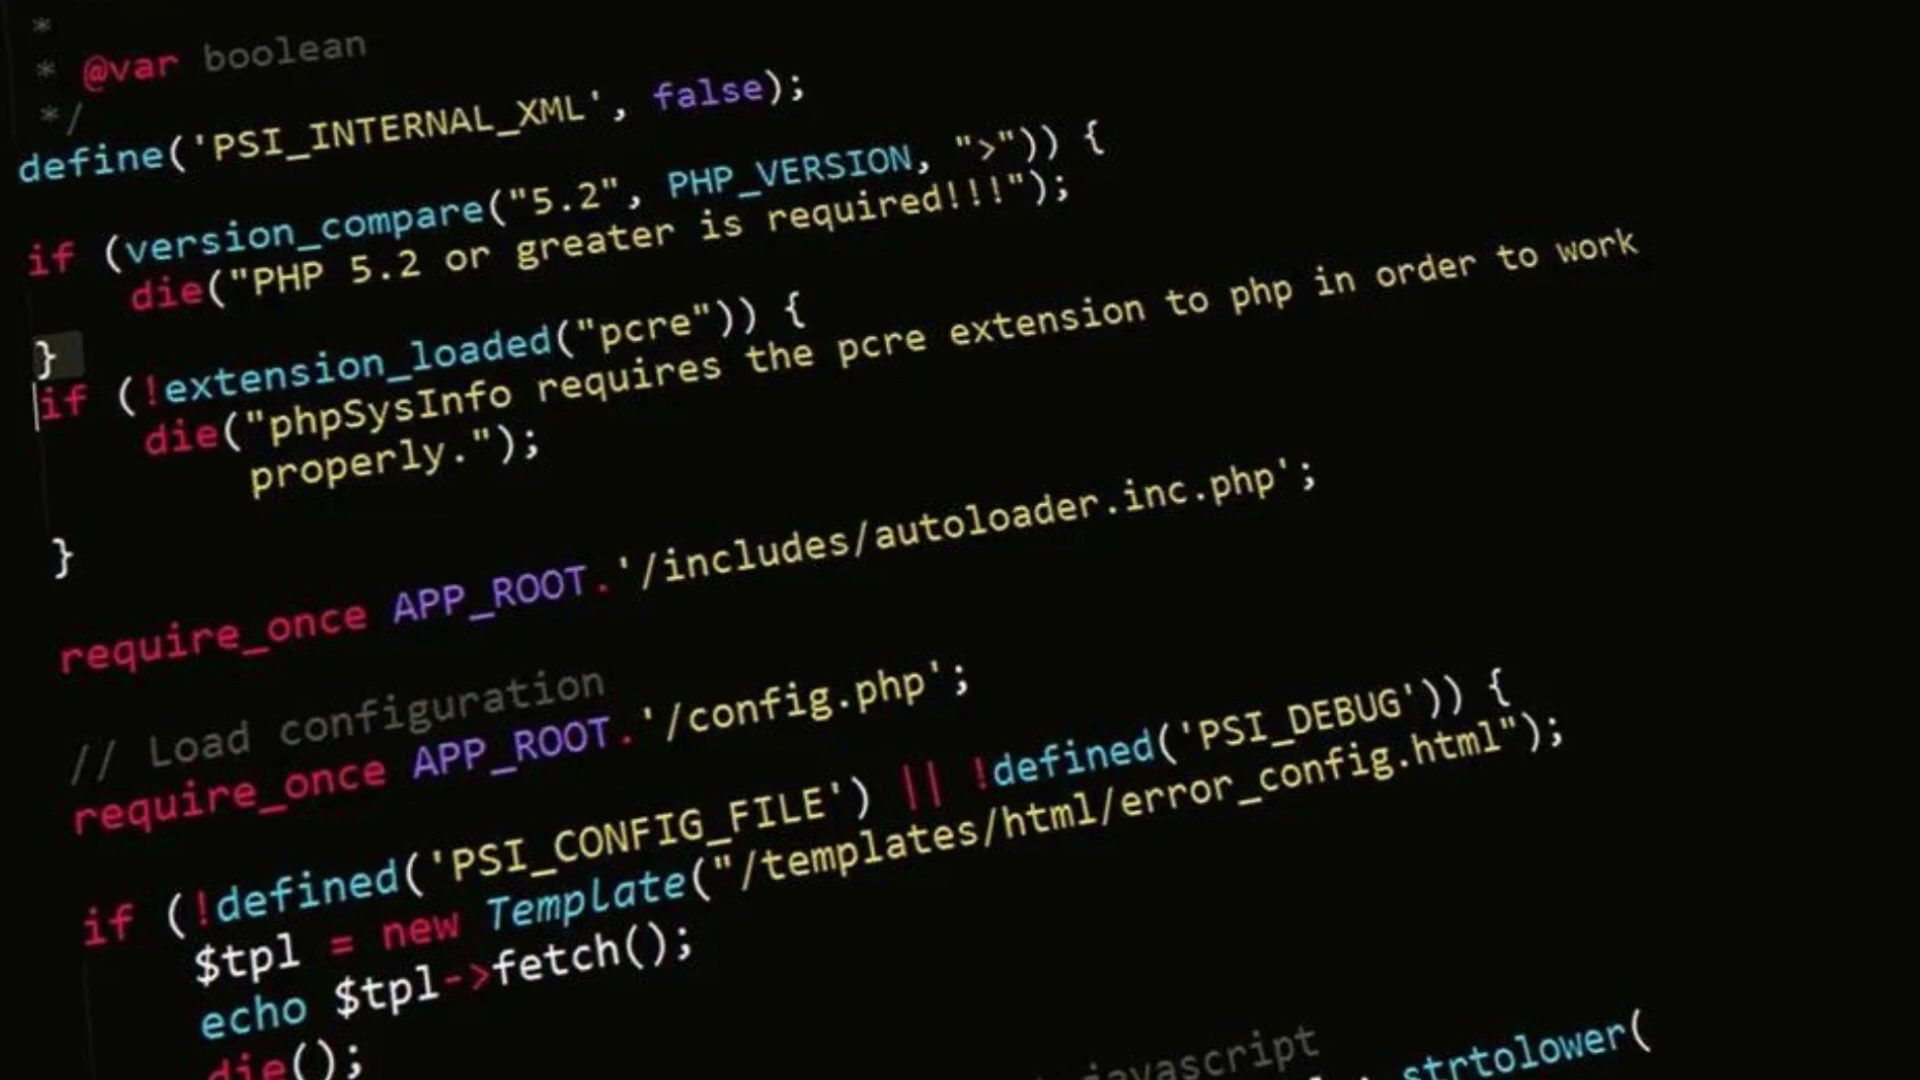 *
* @var boolean
*/
define('PSI_INTERNAL_XML', false);
if (version_compare("5.2", PHP_VERSION, ">")) {
die("PHP 5.2 or greater is required!!!");
}
if (!extension_loaded("pcre")) {
die("phpSysInfo requires the pcre extension to php in order to work
properly.");
}
require_once APP_ROOT.'/includes/autoloader.inc.php';
// Load configuration
require_once APP_ROOT.'/config.php';
if (!defined('PSI_CONFIG_FILE') || !defined('PSI_DEBUG')) {
$tpl = new Template("/templates/html/error_config.html");
echo $tpl->fetch();
die();
javascript
strtolower(